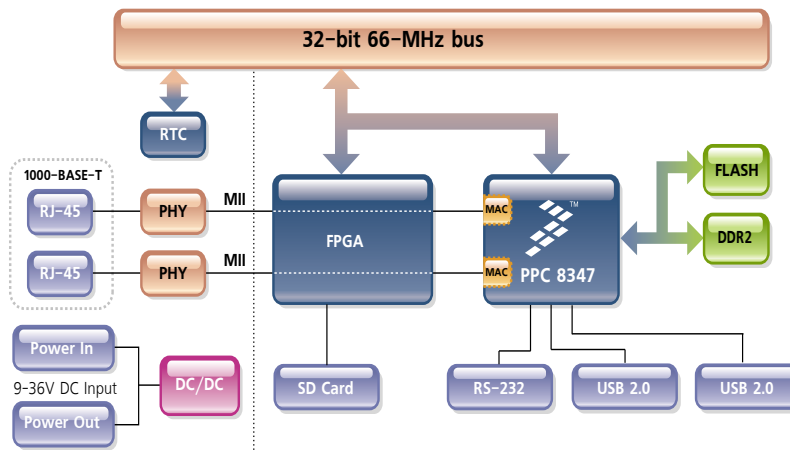 32-bit 66-MHz bus
RTC
1000-BASE-T
RJ-45
PHY
MII
RJ-45
PHY
MII
FPGA
MAC
MAC
TM
PPC 8347
FLASH
DDR2
Power In
9-36V DC Input
Power Out
DC/DC
SD Card
RS-232
USB 2.0
USB 2.0